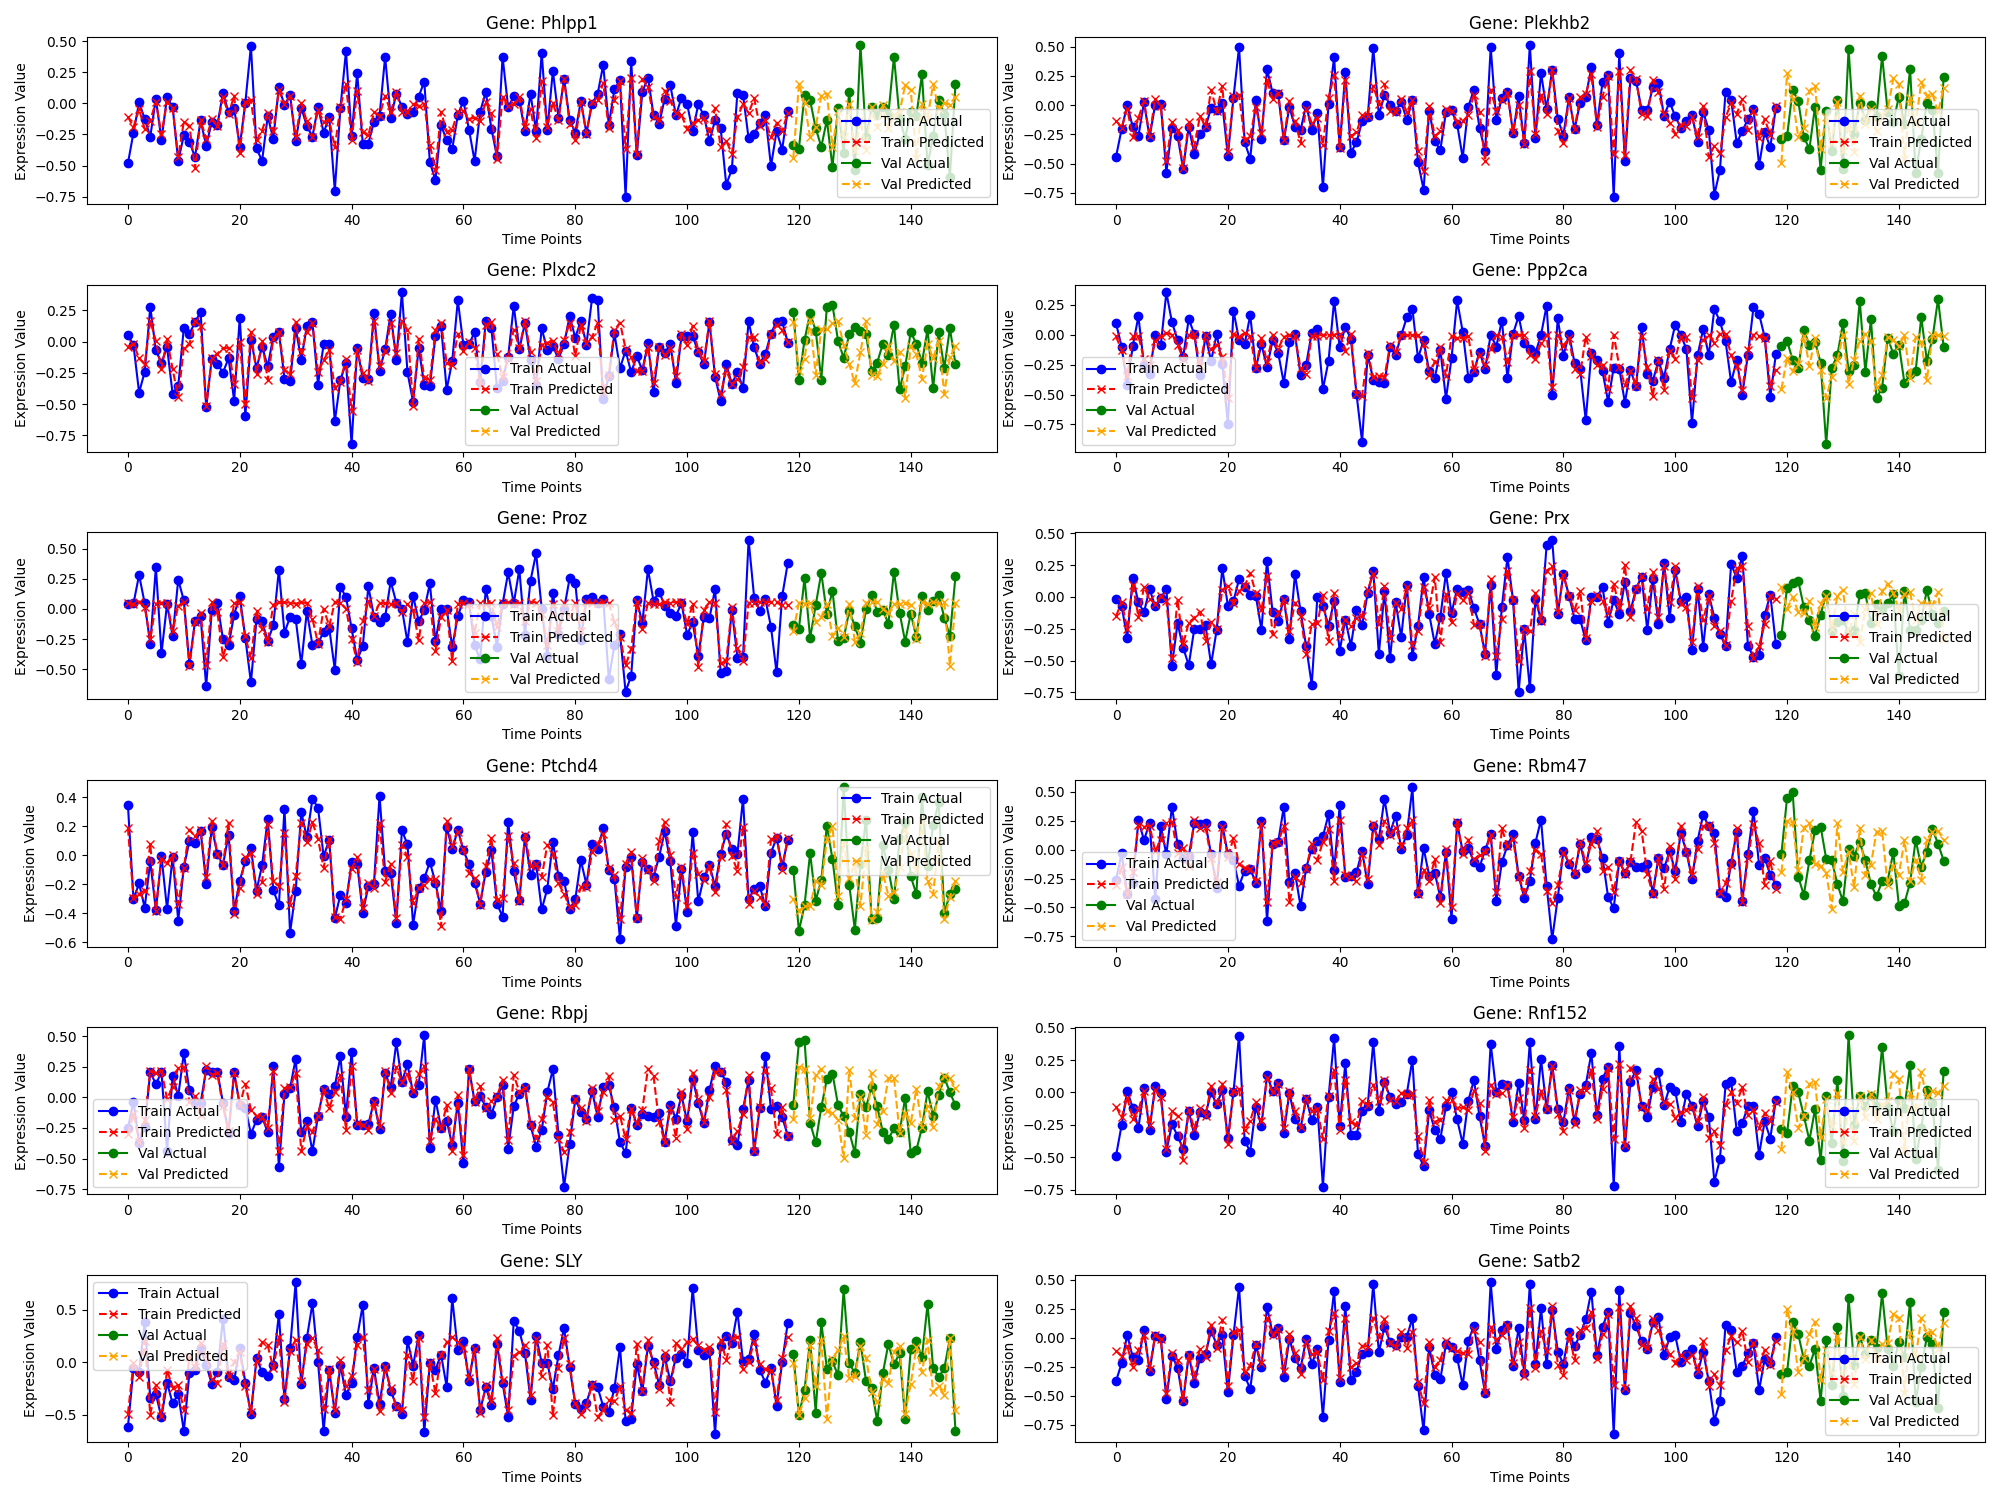 Gene: Phlpp1
Expression Value
0.50
0.25
0.00
−0.25
−0.50
−0.75
Train Actual
Train Predicted
Val Actual
Val Predicted
0 20 40 60 80 100 120 140
Time Points
Gene: Plekhb2
Expression Value
0.50
0.25
0.00
−0.25
−0.50
−0.75
Train Actual
Train Predicted
Val Actual
Val Predicted
0 20 40 60 80 100 120 140
Time Points
Gene: Plxdc2
Expression Value
0.25
0.00
−0.25
−0.50
−0.75
Train Actual
Train Predicted
Val Actual
Val Predicted
0 20 40 60 80 100 120 140
Time Points
Gene: Ppp2ca
Expression Value
0.25
0.00
−0.25
−0.50
−0.75
Train Actual
Train Predicted
Val Actual
Val Predicted
0 20 40 60 80 100 120 140
Time Points
Gene: Proz
Expression Value
0.50
0.25
0.00
−0.25
−0.50
Train Actual
Train Predicted
Val Actual
Val Predicted
0 20 40 60 80 100 120 140
Time Points
Gene: Prx
Expression Value
0.50
0.25
0.00
−0.25
−0.50
−0.75
Train Actual
Train Predicted
Val Actual
Val Predicted
0 20 40 60 80 100 120 140
Time Points
Gene: Ptchd4
Expression Value
0.4
0.2
0.0
−0.2
−0.4
−0.6
Train Actual
Train Predicted
Val Actual
Val Predicted
0 20 40 60 80 100 120 140
Time Points
Gene: Rbm47
Expression Value
0.50
0.25
0.00
−0.25
−0.50
−0.75
Train Actual
Train Predicted
Val Actual
Val Predicted
0 20 40 60 80 100 120 140
Time Points
Gene: Rbpj
Expression Value
0.50
0.25
0.00
−0.25
−0.50
−0.75
Train Actual
Train Predicted
Val Actual
Val Predicted
0 20 40 60 80 100 120 140
Time Points
Gene: Rnf152
Expression Value
0.50
0.25
0.00
−0.25
−0.50
−0.75
Train Actual
Train Predicted
Val Actual
Val Predicted
0 20 40 60 80 100 120 140
Time Points
Gene: SLY
Expression Value
0.5
0.0
−0.5
Train Actual
Train Predicted
Val Actual
Val Predicted
0 20 40 60 80 100 120 140
Time Points
Gene: Satb2
Expression Value
0.50
0.25
0.00
−0.25
−0.50
−0.75
Train Actual
Train Predicted
Val Actual
Val Predicted
0 20 40 60 80 100 120 140
Time Points